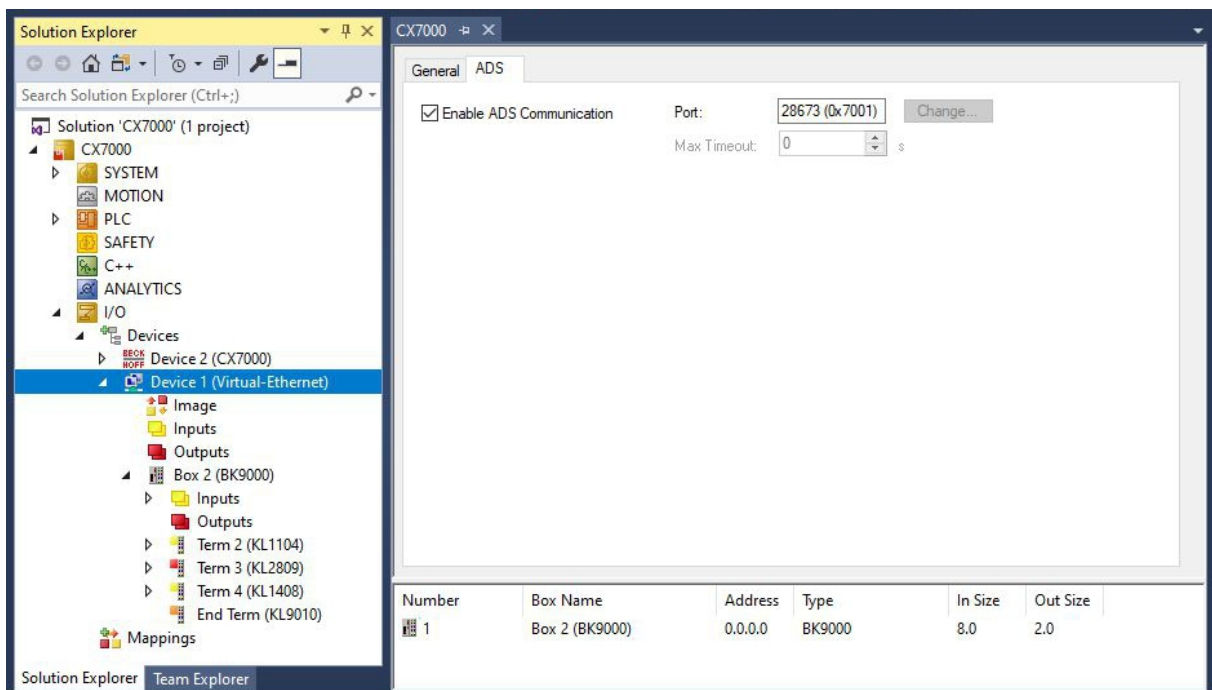 Solution Explorer
Search Solution Explorer (Ctrl+;)
Solution 'CX7000' (1 project)
CX7000
SYSTEM
MOTION
PLC
SAFETY
C++
ANALYTICS
I/O
Devices
BECKHOFF Device 2 (CX7000)
Device 1 (Virtual-Ethernet)
Image
Inputs
Outputs
Box 2 (BK9000)
Inputs
Outputs
Term 2 (KL1104)
Term 3 (KL2809)
Term 4 (KL1408)
End Term (KL9010)
Mappings
Solution Explorer Team Explorer
CX7000
General ADS
Enable ADS Communication Port: 28673 (0x7001) Change...
Max Timeout: 0 s
Number Box Name Address Type In Size Out Size
1 Box 2 (BK9000) 0.0.0.0 BK9000 8.0 2.0